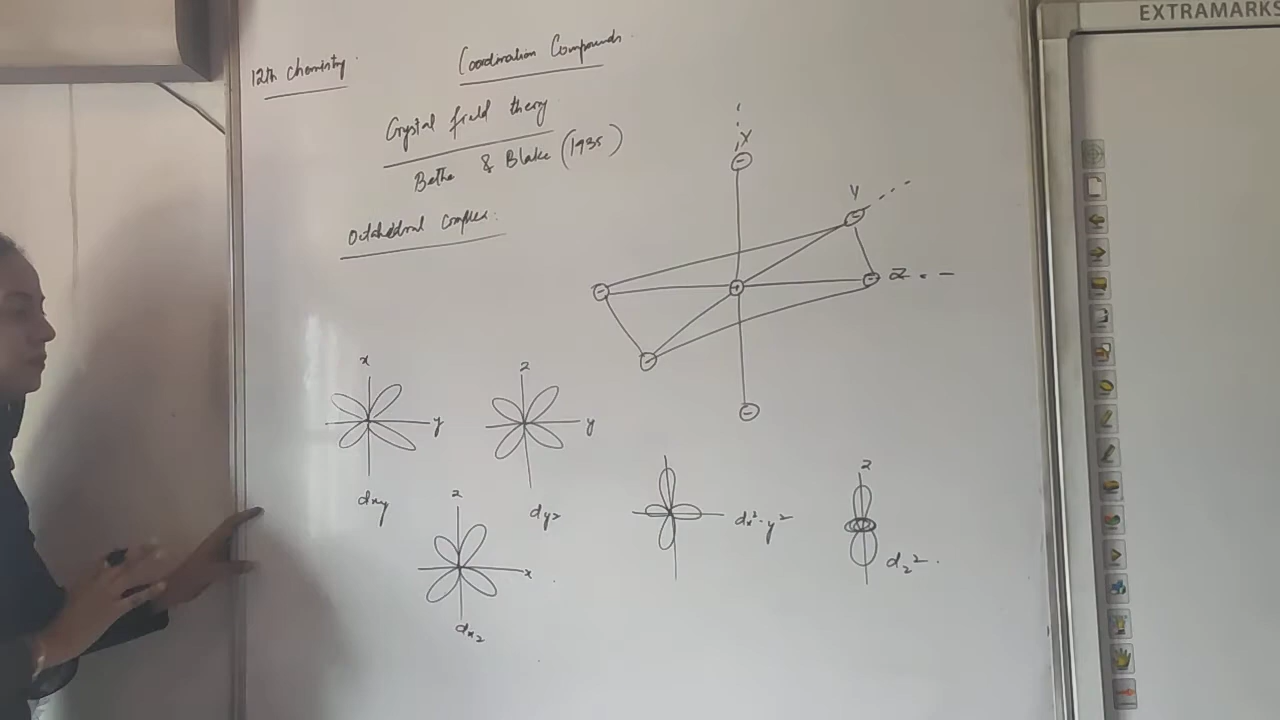 EXTRAMARKS
12th chemistry.
Coordination Compounds.
Crystal field theory
Bethe & Blake (1935)
Octahedral complex:
X
Y
Z
x
y
dxy
z
y
dyz
z
x
dxz
dx²-y²
z
dz².